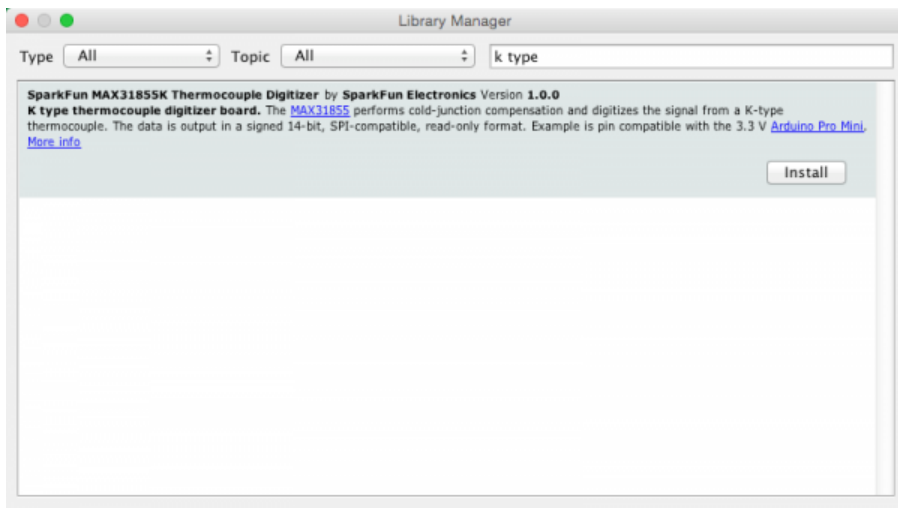 Library Manager
Type All Topic All k type
SparkFun MAX31855K Thermocouple Digitizer by SparkFun Electronics Version 1.0.0
K type thermocouple digitizer board. The MAX31855 performs cold-junction compensation and digitizes the signal from a K-type
thermocouple. The data is output in a signed 14-bit, SPI-compatible, read-only format. Example is pin compatible with the 3.3 V Arduino Pro Mini.
More info
Install